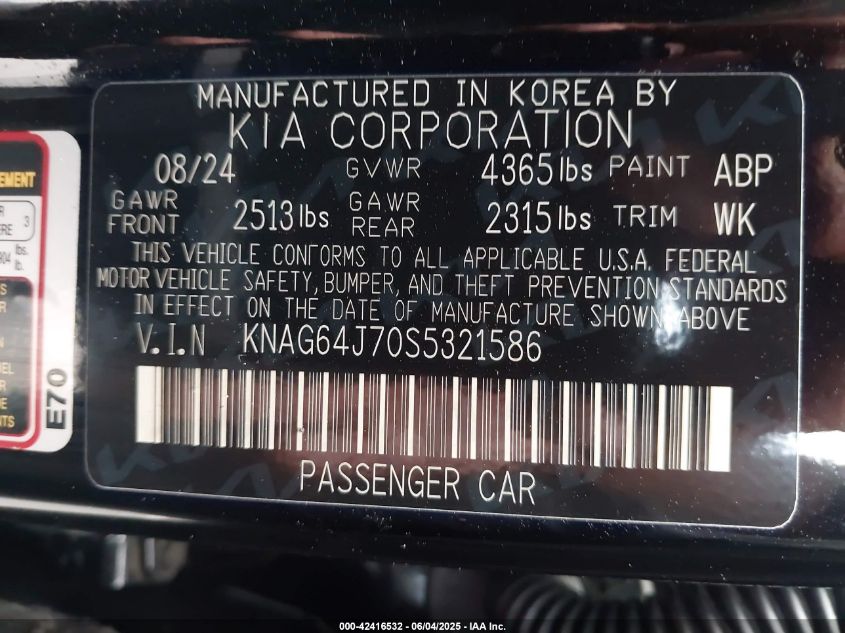 MANUFACTURED IN KOREA BY
KIA CORPORATION
08/24 GVWR 4365 lbs PAINT ABP
GAWR FRONT 2513 lbs GAWR REAR 2315 lbs TRIM WK
THIS VEHICLE CONFORMS TO ALL APPLICABLE U.S.A. FEDERAL
MOTOR VEHICLE SAFETY, BUMPER, AND THEFT PREVENTION STANDARDS
IN EFFECT ON THE DATE OF MANUFACTURE SHOWN ABOVE
V.I.N KNAG64J70S5321586
PASSENGER CAR
3
lbs.
lb.
E70
000-42416532 - 06/04/2025 - IAA Inc.